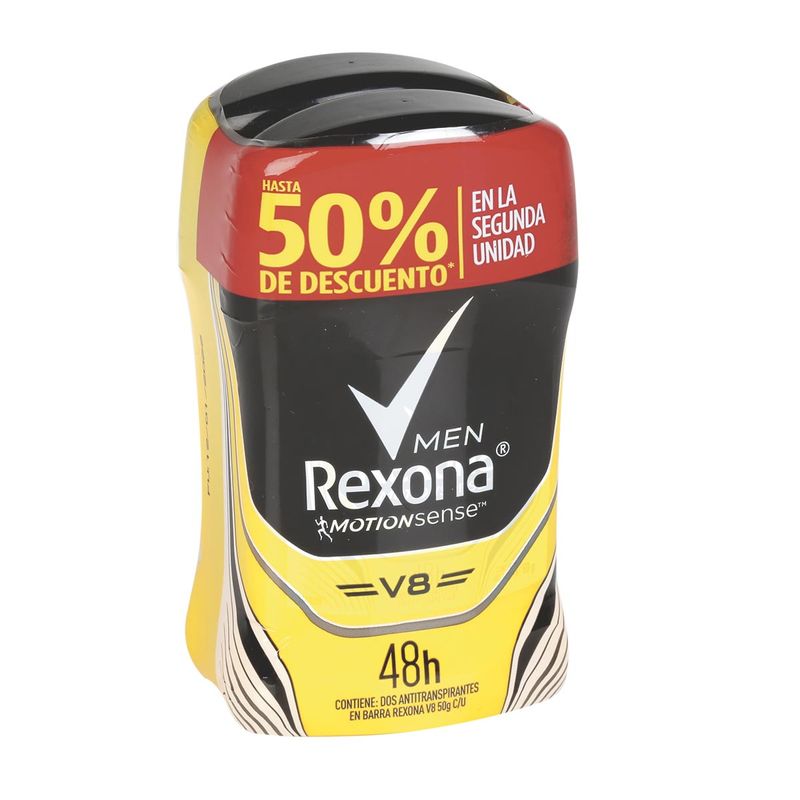 HASTA
50%
DE DESCUENTO*
EN LA
SEGUNDA
UNIDAD
MEN
Rexona®
MOTIONsense™
V8
48h
CONTIENE: DOS ANTITRANSPIRANTES
EN BARRA REXONA V8 50g C/U